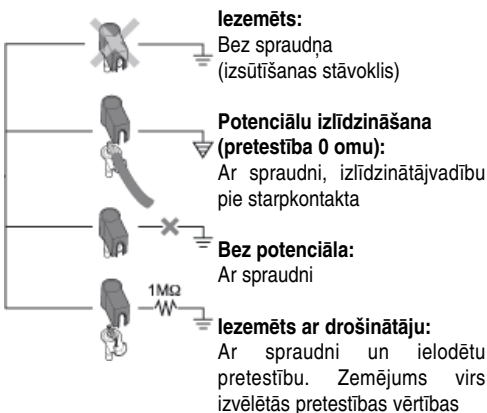 Iezemēts:
Bez spraudņa
(izsūtīšanas stāvoklis)
Potenciālu izlīdzināšana
(pretestība 0 omu):
Ar spraudni, izlīdzinātājvadību
pie starpkontakta
Bez potenciāla:
Ar spraudni
1MΩ
Iezemēts ar drošinātāju:
Ar spraudni un ielodētu
pretestību. Zemējums virs
izvēlētās pretestības vērtības